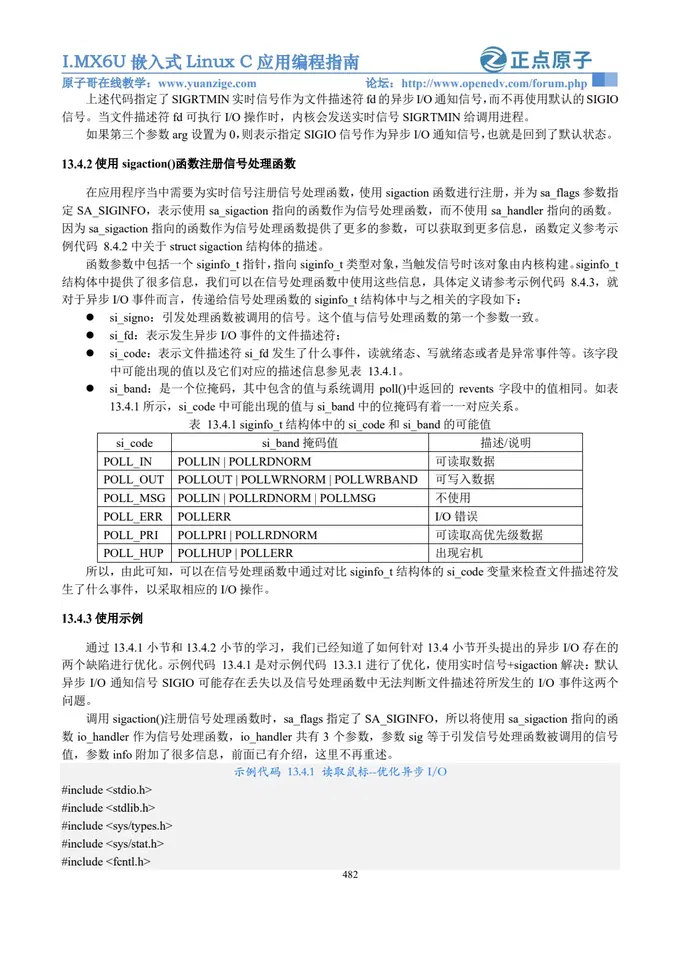 I.MX6U 嵌入式 Linux C 应用编程指南
正点原子
原子哥在线教学：www.yuanzige.com 论坛：http://www.openedv.com/forum.php
上述代码指定了 SIGRTMIN 实时信号作为文件描述符 fd 的异步 I/O 通知信号，而不再使用默认的 SIGIO
信号。当文件描述符 fd 可执行 I/O 操作时，内核会发送实时信号 SIGRTMIN 给调用进程。
如果第三个参数 arg 设置为 0，则表示指定 SIGIO 信号作为异步 I/O 通知信号，也就是回到了默认状态。
13.4.2 使用 sigaction()函数注册信号处理函数
在应用程序当中需要为实时信号注册信号处理函数，使用 sigaction 函数进行注册，并为 sa_flags 参数指
定 SA_SIGINFO，表示使用 sa_sigaction 指向的函数作为信号处理函数，而不使用 sa_handler 指向的函数。
因为 sa_sigaction 指向的函数作为信号处理函数提供了更多的参数，可以获取到更多信息，函数定义参考示
例代码 8.4.2 中关于 struct sigaction 结构体的描述。
函数参数中包括一个 siginfo_t 指针，指向 siginfo_t 类型对象，当触发信号时该对象由内核构建。siginfo_t
结构体中提供了很多信息，我们可以在信号处理函数中使用这些信息，具体定义请参考示例代码 8.4.3，就
对于异步 I/O 事件而言，传递给信号处理函数的 siginfo_t 结构体中与之相关的字段如下：
● si_signo：引发处理函数被调用的信号。这个值与信号处理函数的第一个参数一致。
● si_fd：表示发生异步 I/O 事件的文件描述符；
● si_code：表示文件描述符 si_fd 发生了什么事件，读就绪态、写就绪态或者是异常事件等。该字段
中可能出现的值以及它们对应的描述信息参见表 13.4.1。
● si_band：是一个位掩码，其中包含的值与系统调用 poll()中返回的 revents 字段中的值相同。如表
13.4.1 所示，si_code 中可能出现的值与 si_band 中的位掩码有着一一对应关系。
表 13.4.1 siginfo_t 结构体中的 si_code 和 si_band 的可能值
si_code si_band 掩码值 描述/说明
POLL_IN POLLIN | POLLRDNORM 可读取数据
POLL_OUT POLLOUT | POLLWRNORM | POLLWRBAND 可写入数据
POLL_MSG POLLIN | POLLRDNORM | POLLMSG 不使用
POLL_ERR POLLERR I/O 错误
POLL_PRI POLLPRI | POLLRDNORM 可读取高优先级数据
POLL_HUP POLLHUP | POLLERR 出现宕机
所以，由此可知，可以在信号处理函数中通过对比 siginfo_t 结构体的 si_code 变量来检查文件描述符发
生了什么事件，以采取相应的 I/O 操作。
13.4.3 使用示例
通过 13.4.1 小节和 13.4.2 小节的学习，我们已经知道了如何针对 13.4 小节开头提出的异步 I/O 存在的
两个缺陷进行优化。示例代码 13.4.1 是对示例代码 13.3.1 进行了优化，使用实时信号+sigaction 解决：默认
异步 I/O 通知信号 SIGIO 可能存在丢失以及信号处理函数中无法判断文件描述符所发生的 I/O 事件这两个
问题。
调用 sigaction()注册信号处理函数时，sa_flags 指定了 SA_SIGINFO，所以将使用 sa_sigaction 指向的函
数 io_handler 作为信号处理函数，io_handler 共有 3 个参数，参数 sig 等于引发信号处理函数被调用的信号
值，参数 info 附加了很多信息，前面已有介绍，这里不再重述。
示例代码 13.4.1 读取鼠标--优化异步 I/O
#include <stdio.h>
#include <stdlib.h>
#include <sys/types.h>
#include <sys/stat.h>
#include <fcntl.h>
482